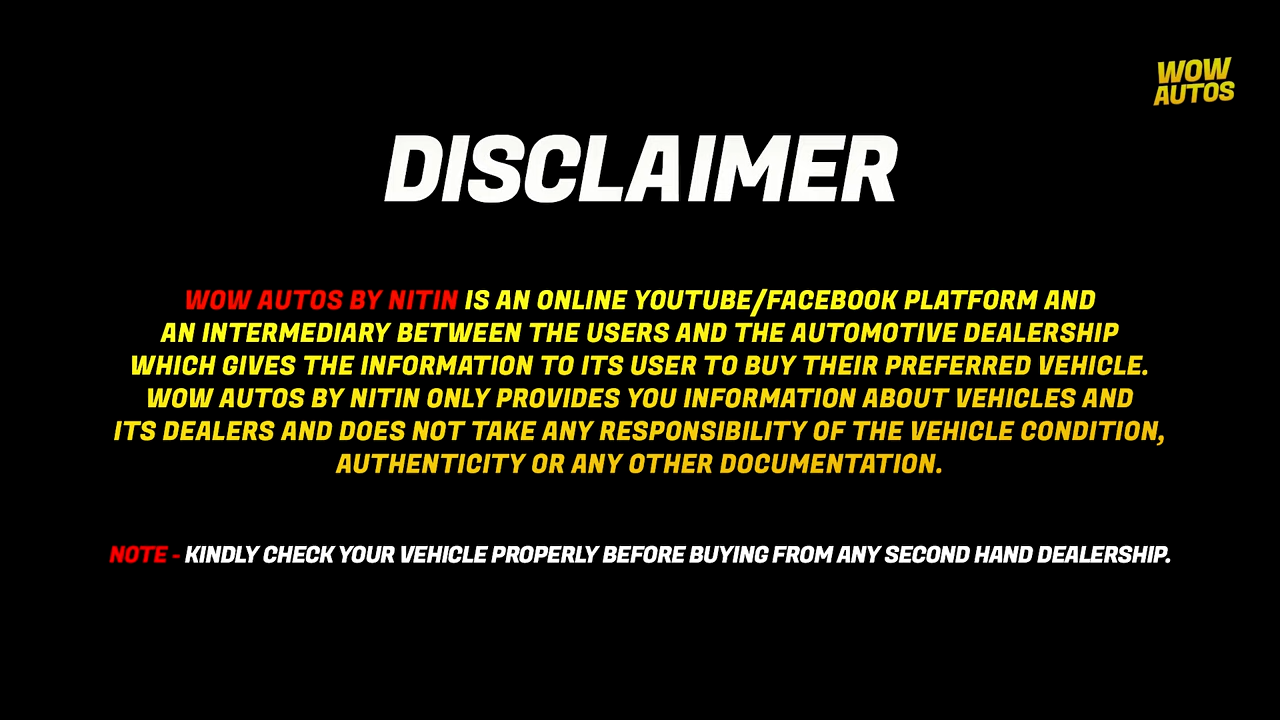 WOW
AUTOS
DISCLAIMER
WOW AUTOS BY NITIN IS AN ONLINE YOUTUBE/FACEBOOK PLATFORM AND
AN INTERMEDIARY BETWEEN THE USERS AND THE AUTOMOTIVE DEALERSHIP
WHICH GIVES THE INFORMATION TO ITS USER TO BUY THEIR PREFERRED VEHICLE.
WOW AUTOS BY NITIN ONLY PROVIDES YOU INFORMATION ABOUT VEHICLES AND
ITS DEALERS AND DOES NOT TAKE ANY RESPONSIBILITY OF THE VEHICLE CONDITION,
AUTHENTICITY OR ANY OTHER DOCUMENTATION.
NOTE - KINDLY CHECK YOUR VEHICLE PROPERLY BEFORE BUYING FROM ANY SECOND HAND DEALERSHIP.